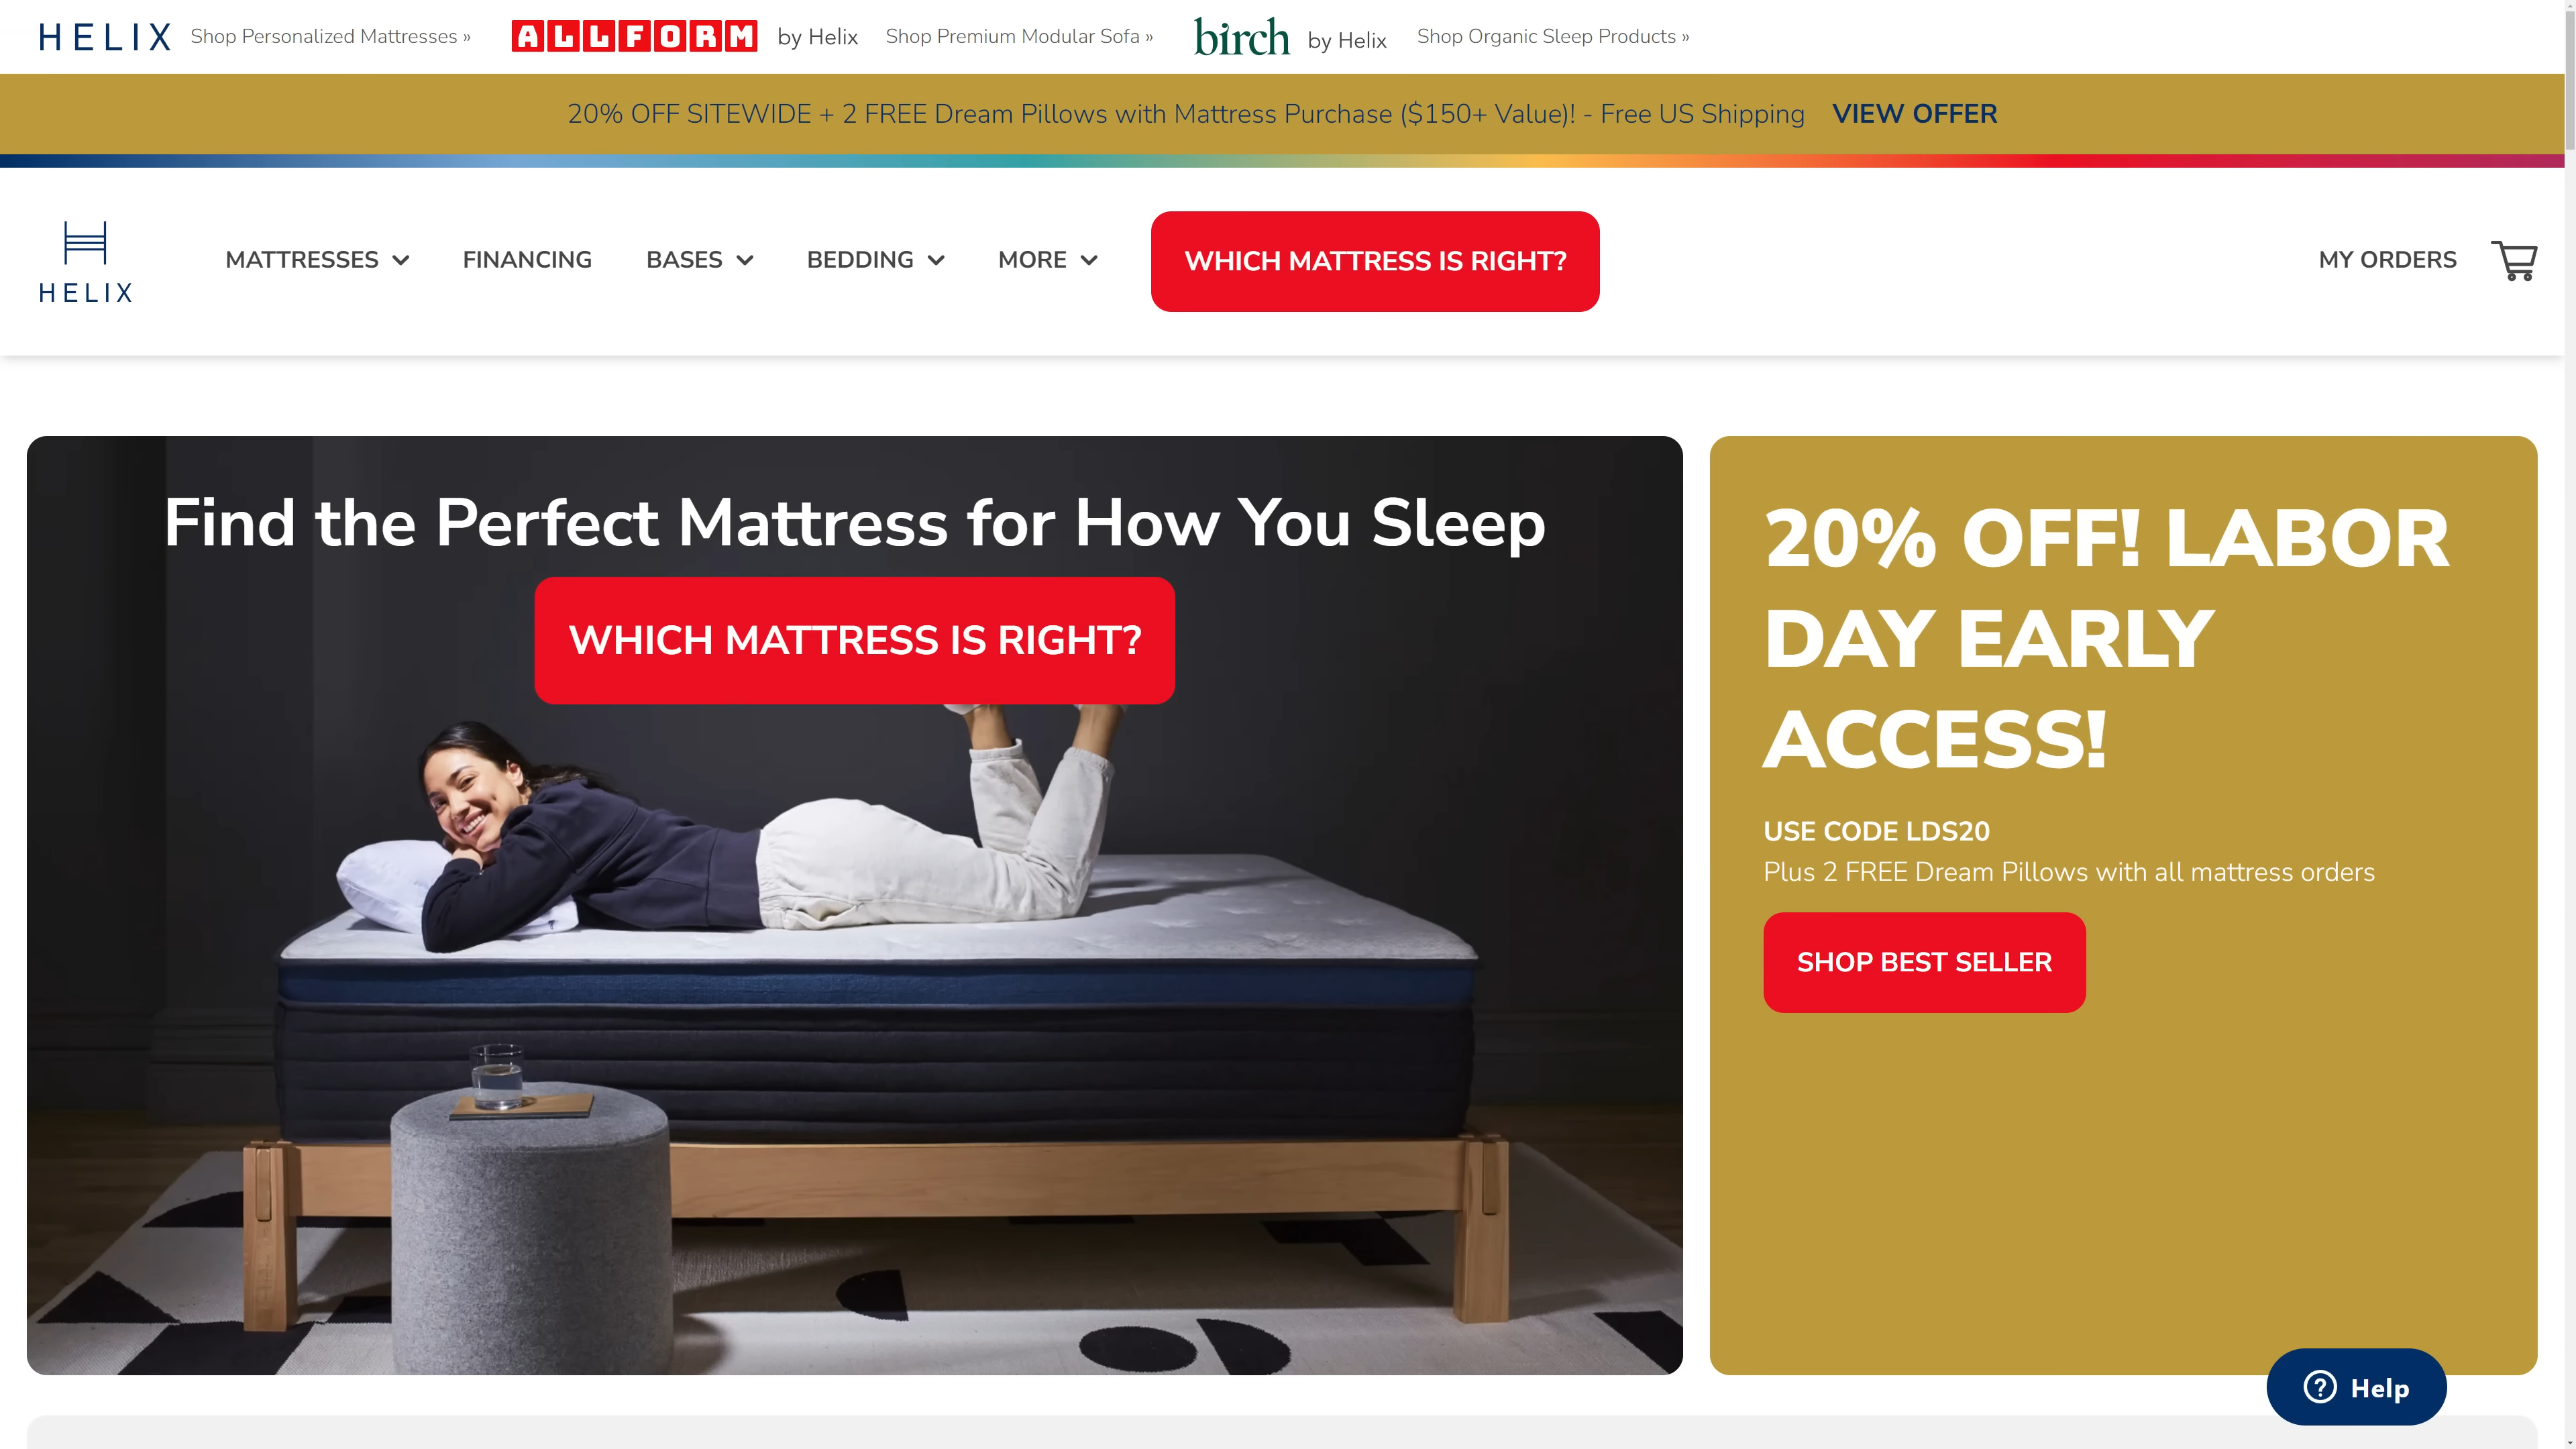 HELIX Shop Personalized Mattresses » ALLFORM by Helix Shop Premium Modular Sofa » birch by Helix Shop Organic Sleep Products »
20% OFF SITEWIDE + 2 FREE Dream Pillows with Mattress Purchase ($150+ Value)! - Free US Shipping VIEW OFFER
HELIX
MATTRESSES FINANCING BASES BEDDING MORE WHICH MATTRESS IS RIGHT? MY ORDERS
Find the Perfect Mattress for How You Sleep
WHICH MATTRESS IS RIGHT?
20% OFF! LABOR
DAY EARLY
ACCESS!
USE CODE LDS20
Plus 2 FREE Dream Pillows with all mattress orders
SHOP BEST SELLER
Help